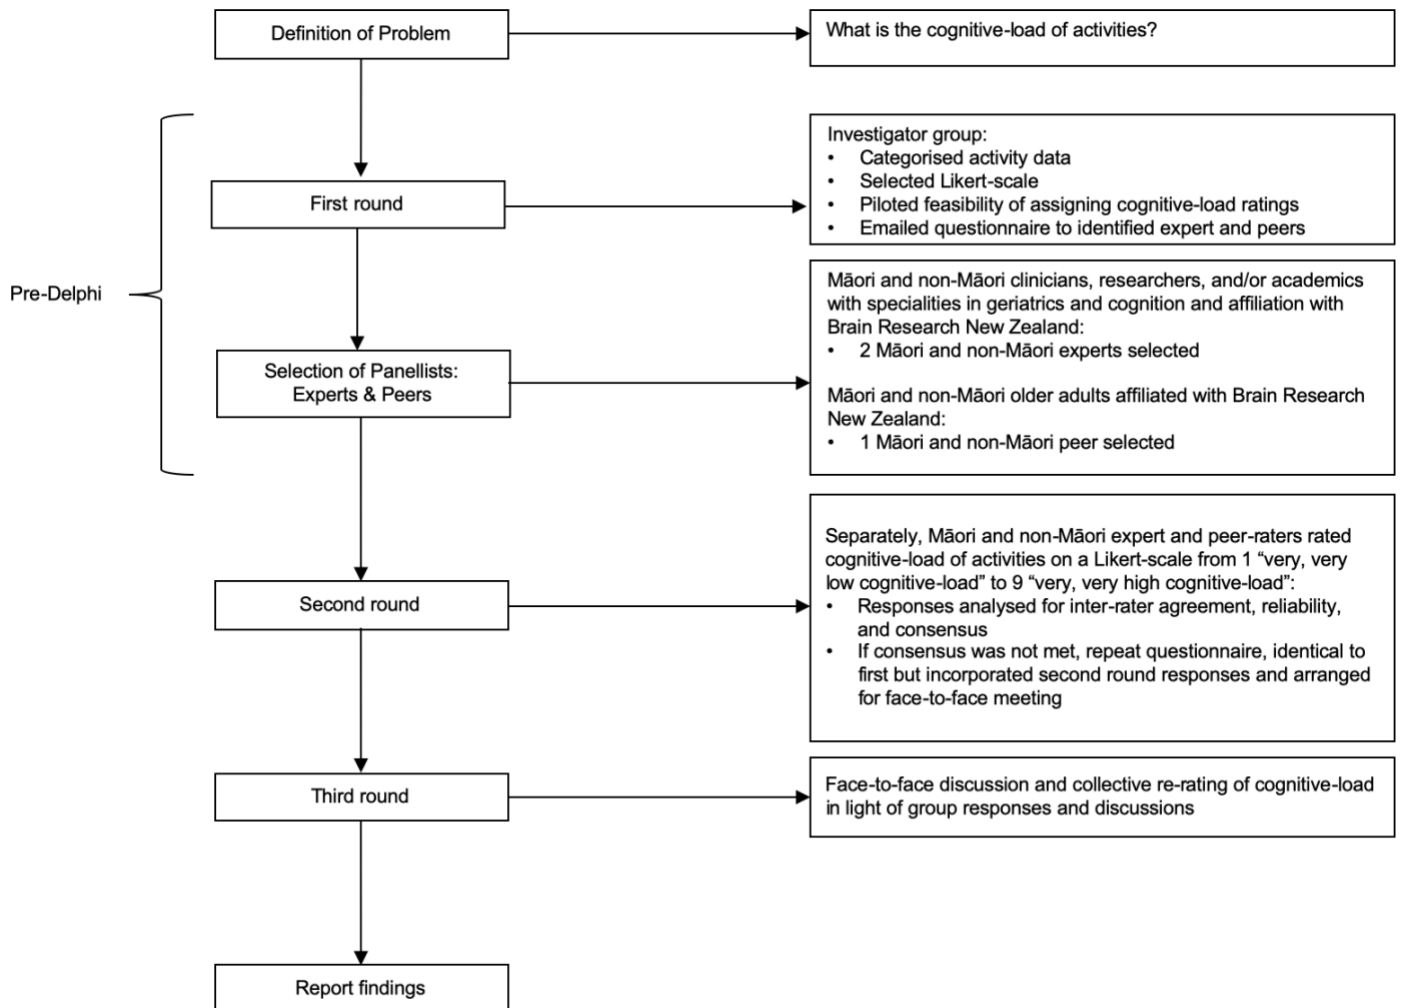 Definition of Problem
What is the cognitive-load of activities?
Pre-Delphi
First round
Investigator group:
• Categorised activity data
• Selected Likert-scale
• Piloted feasibility of assigning cognitive-load ratings
• Emailed questionnaire to identified expert and peers
Selection of Panellists:
Experts & Peers
Māori and non-Māori clinicians, researchers, and/or academics
with specialities in geriatrics and cognition and affiliation with
Brain Research New Zealand:
• 2 Māori and non-Māori experts selected
Māori and non-Māori older adults affiliated with Brain Research
New Zealand:
• 1 Māori and non-Māori peer selected
Second round
Separately, Māori and non-Māori expert and peer-raters rated
cognitive-load of activities on a Likert-scale from 1 “very, very
low cognitive-load” to 9 “very, very high cognitive-load”:
• Responses analysed for inter-rater agreement, reliability,
and consensus
• If consensus was not met, repeat questionnaire, identical to
first but incorporated second round responses and arranged
for face-to-face meeting
Third round
Face-to-face discussion and collective re-rating of cognitive-load
in light of group responses and discussions
Report findings